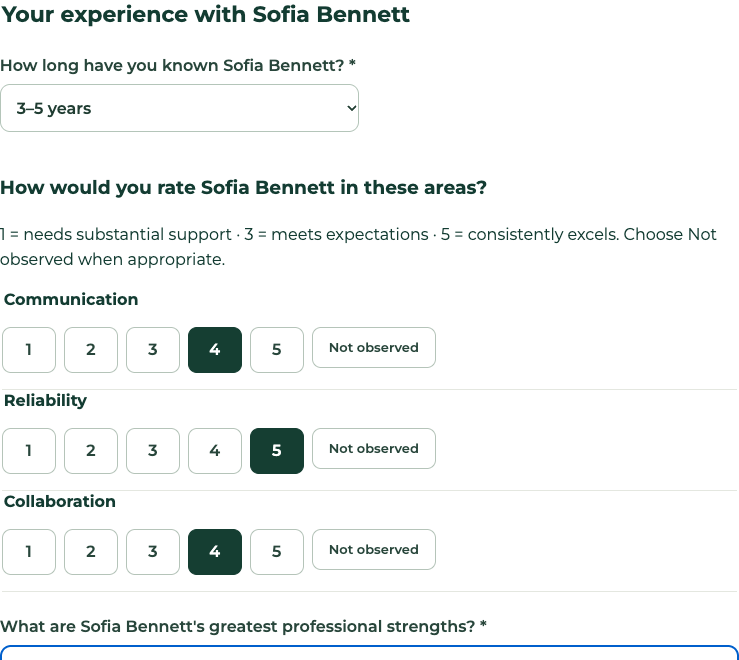 Your experience with Sofia Bennett
How long have you known Sofia Bennett? *
3–5 years
How would you rate Sofia Bennett in these areas?
1 = needs substantial support · 3 = meets expectations · 5 = consistently excels. Choose Not
observed when appropriate.
Communication
1 2 3 4 5 Not observed
Reliability
1 2 3 4 5 Not observed
Collaboration
1 2 3 4 5 Not observed
What are Sofia Bennett's greatest professional strengths? *